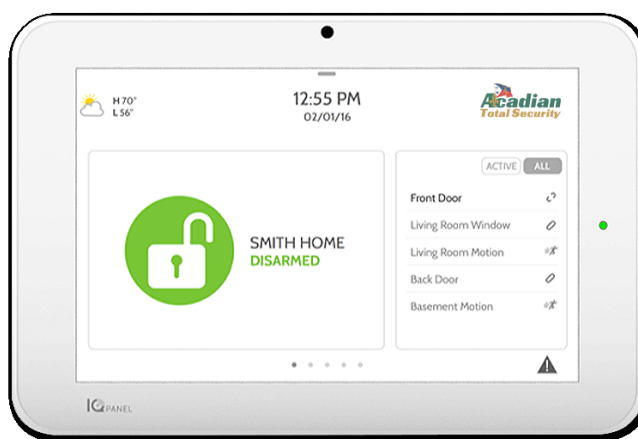 H 70°
L 56°
12:55 PM
02/01/16
Acadian
Total Security
ACTIVE
ALL
SMITH HOME
DISARMED
Front Door
Living Room Window
Living Room Motion
Back Door
Basement Motion
IQ PANEL